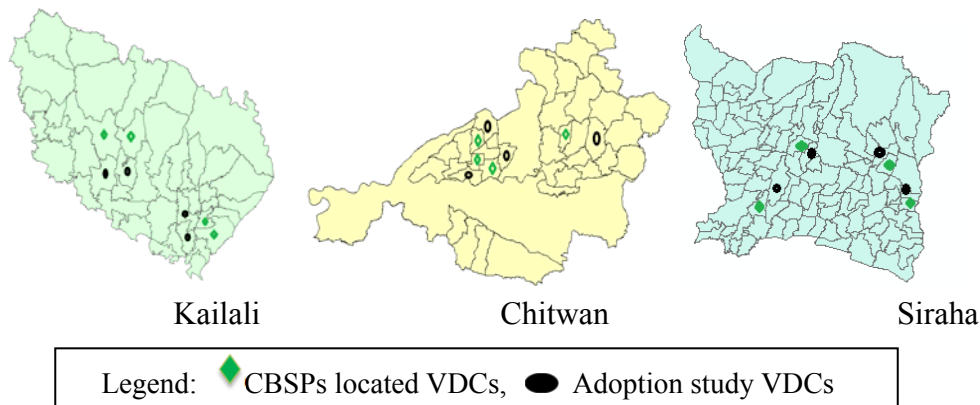 Kailali Chitwan Siraha
Legend: CBSPs located VDCs, Adoption study VDCs